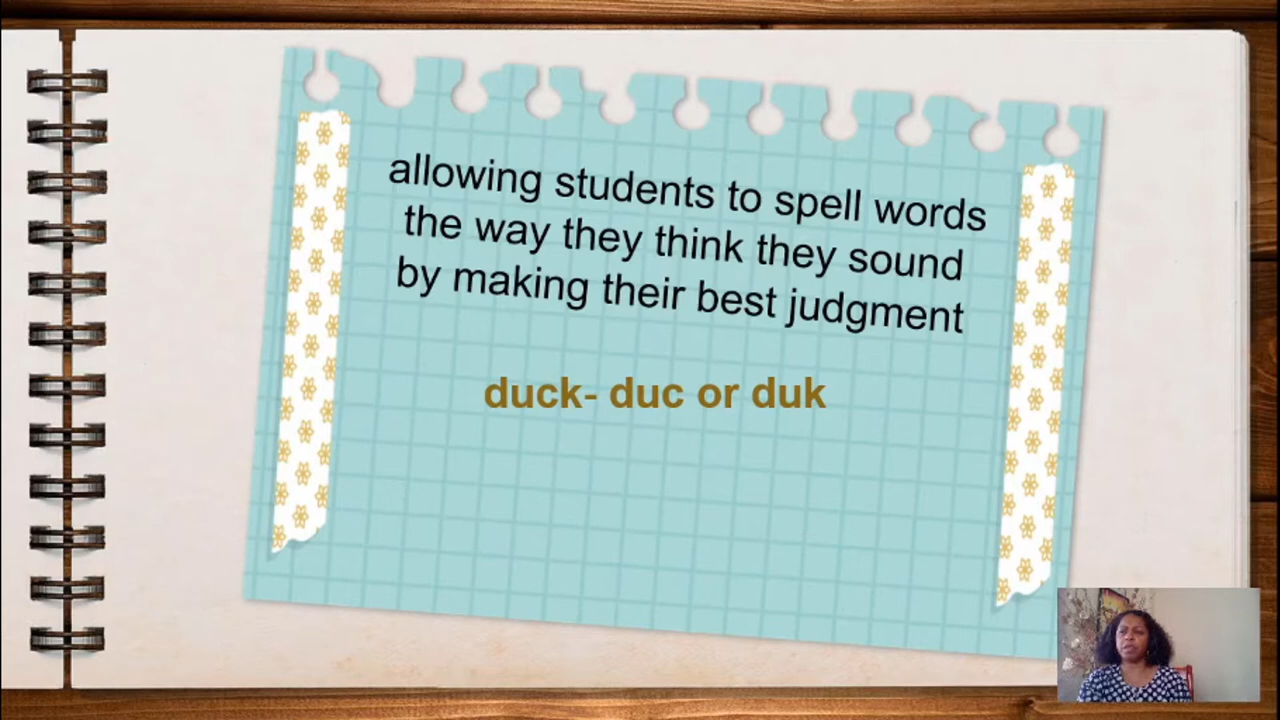 allowing students to spell words
the way they think they sound
by making their best judgment
duck- duc or duk